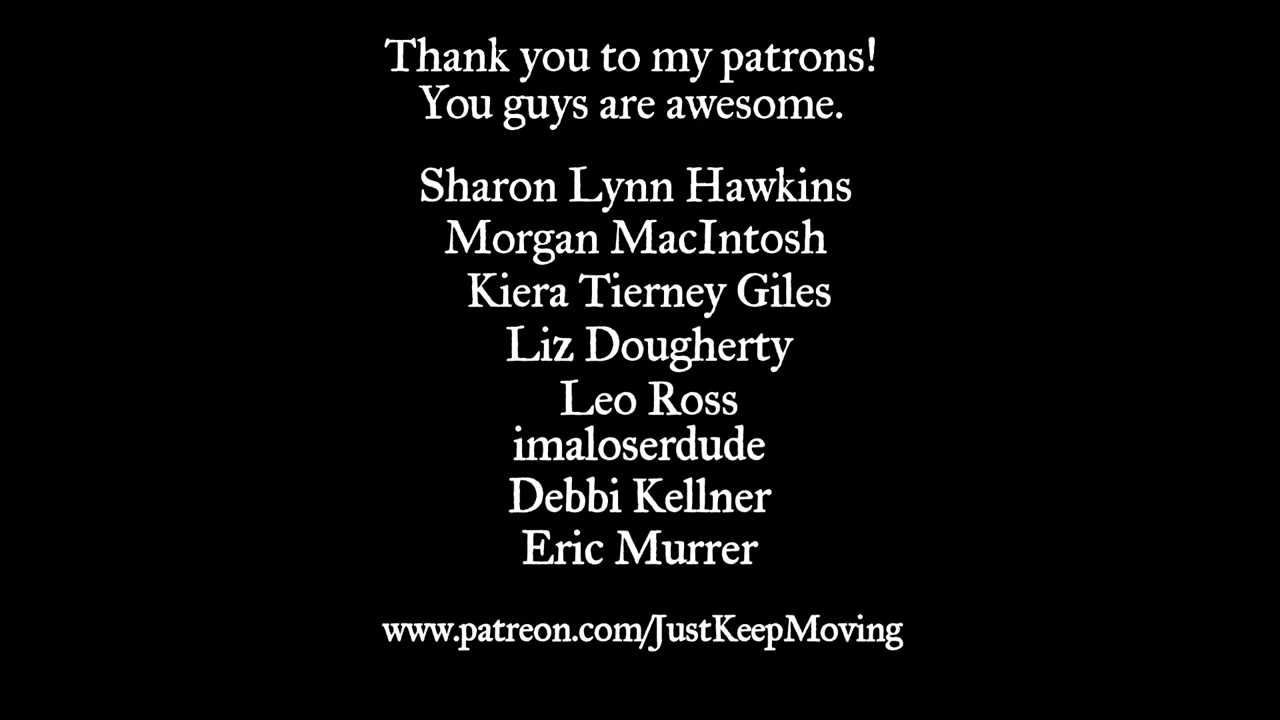 Thank you to my patrons!
You guys are awesome.
Sharon Lynn Hawkins
Morgan MacIntosh
Kiera Tierney Giles
Liz Dougherty
Leo Ross
imaloserdude
Debbi Kellner
Eric Murrer
www.patreon.com/JustKeepMoving